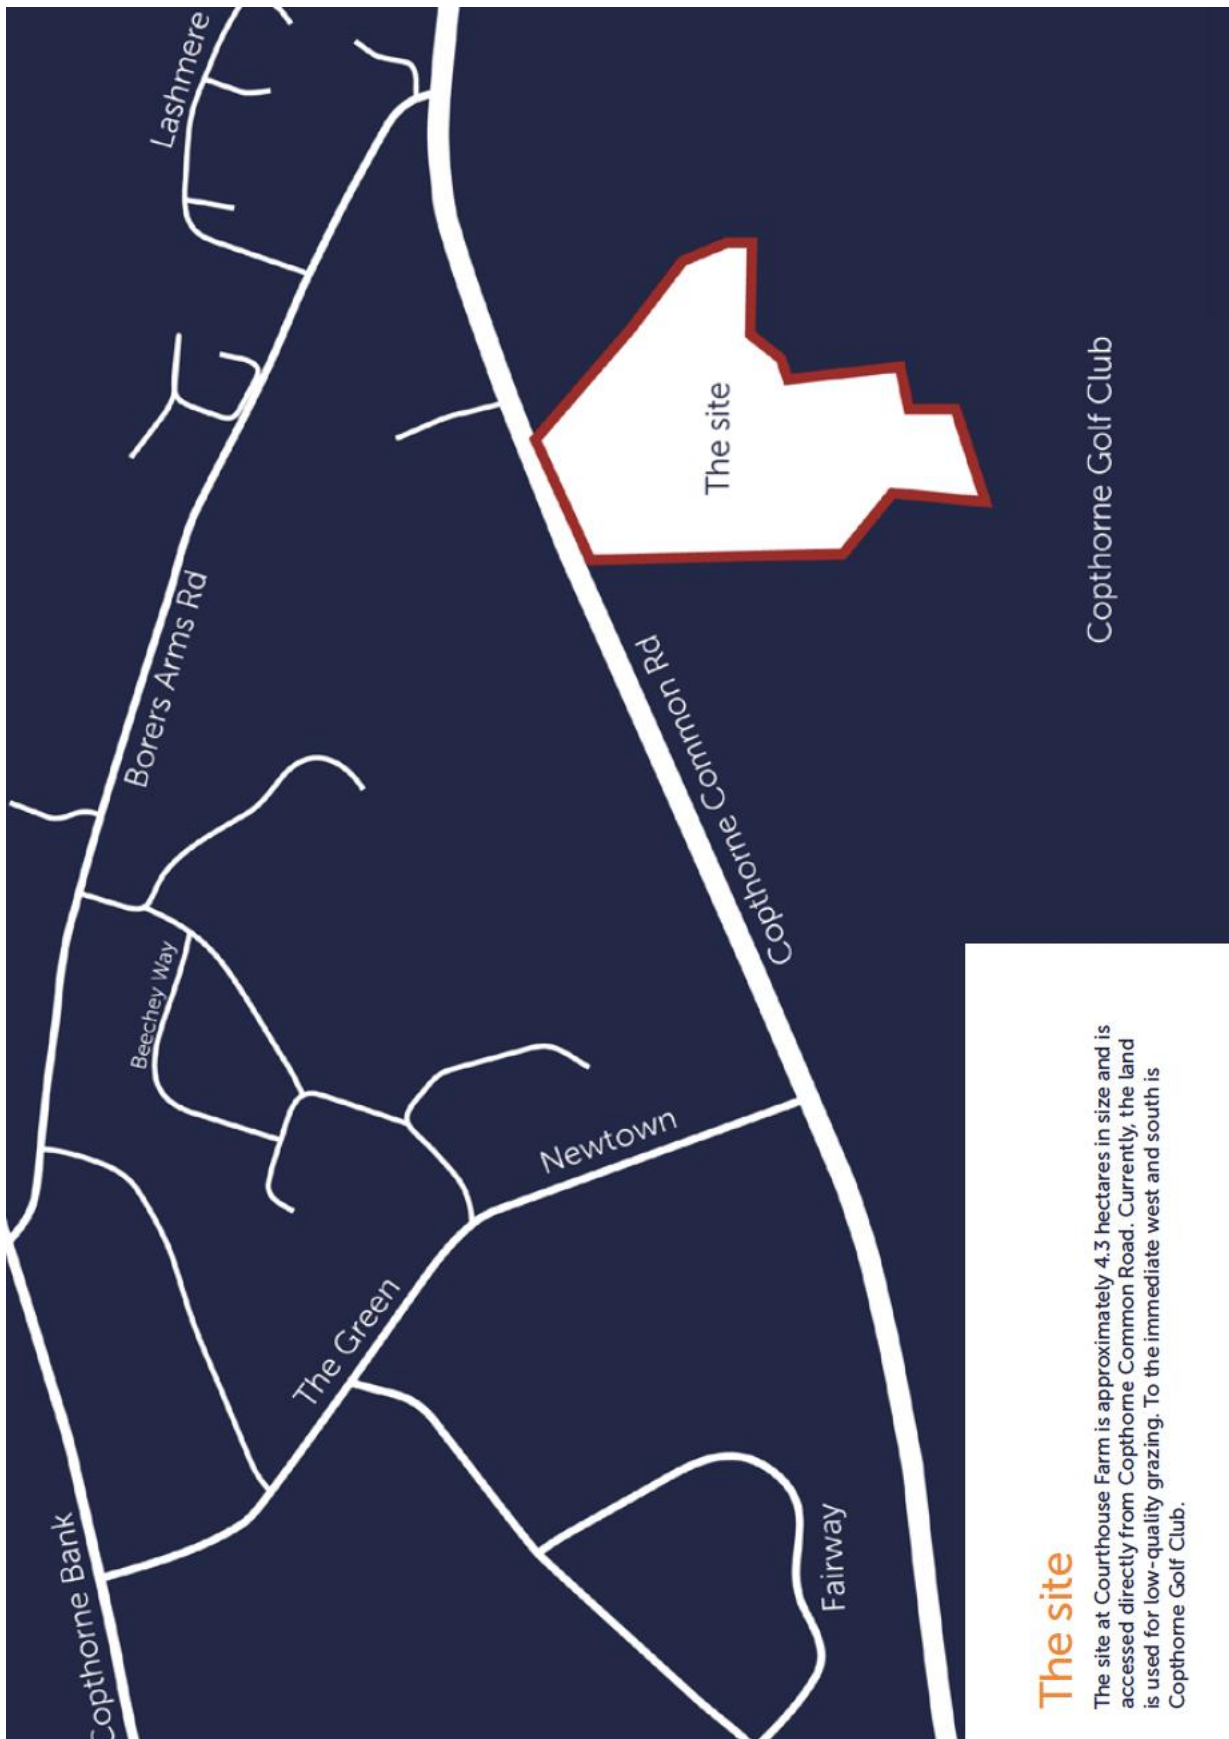 Copthorne Bank
The Green
Beechey Way
Borers Arms Rd
Lashmere
Newtown
Fairway
Copthorne Common Rd
The site
Copthorne Golf Club
The site
The site at Courthouse Farm is approximately 4.3 hectares in size and is
accessed directly from Copthorne Common Road. Currently, the land
is used for low-quality grazing. To the immediate west and south is
Copthorne Golf Club.